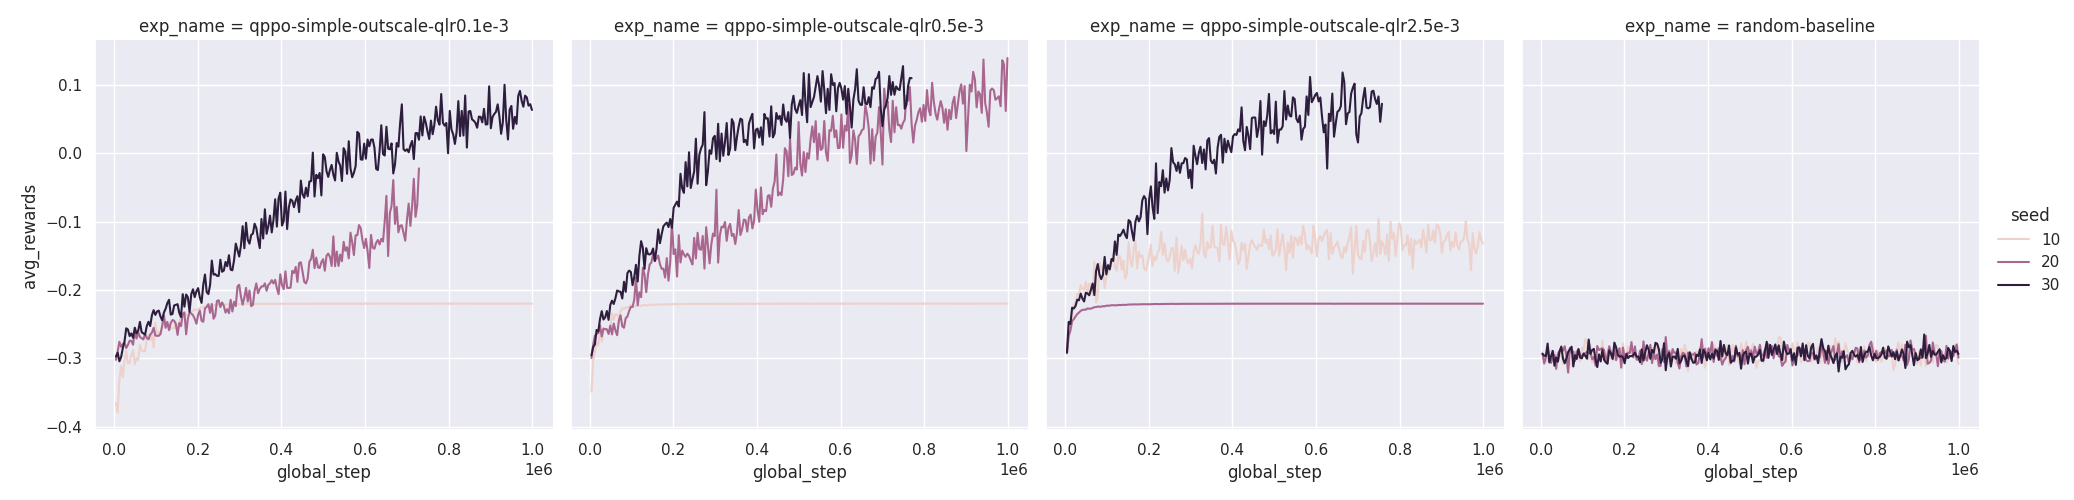 exp_name = qppo-simple-outscale-qlr0.1e-3
exp_name = qppo-simple-outscale-qlr0.5e-3
exp_name = qppo-simple-outscale-qlr2.5e-3
exp_name = random-baseline
avg_rewards
0.1
0.0
−0.1
−0.2
−0.3
−0.4
0.0 0.2 0.4 0.6 0.8 1.0
1e6
global_step
0.0 0.2 0.4 0.6 0.8 1.0
1e6
global_step
0.0 0.2 0.4 0.6 0.8 1.0
1e6
global_step
0.0 0.2 0.4 0.6 0.8 1.0
1e6
global_step
seed
10
20
30